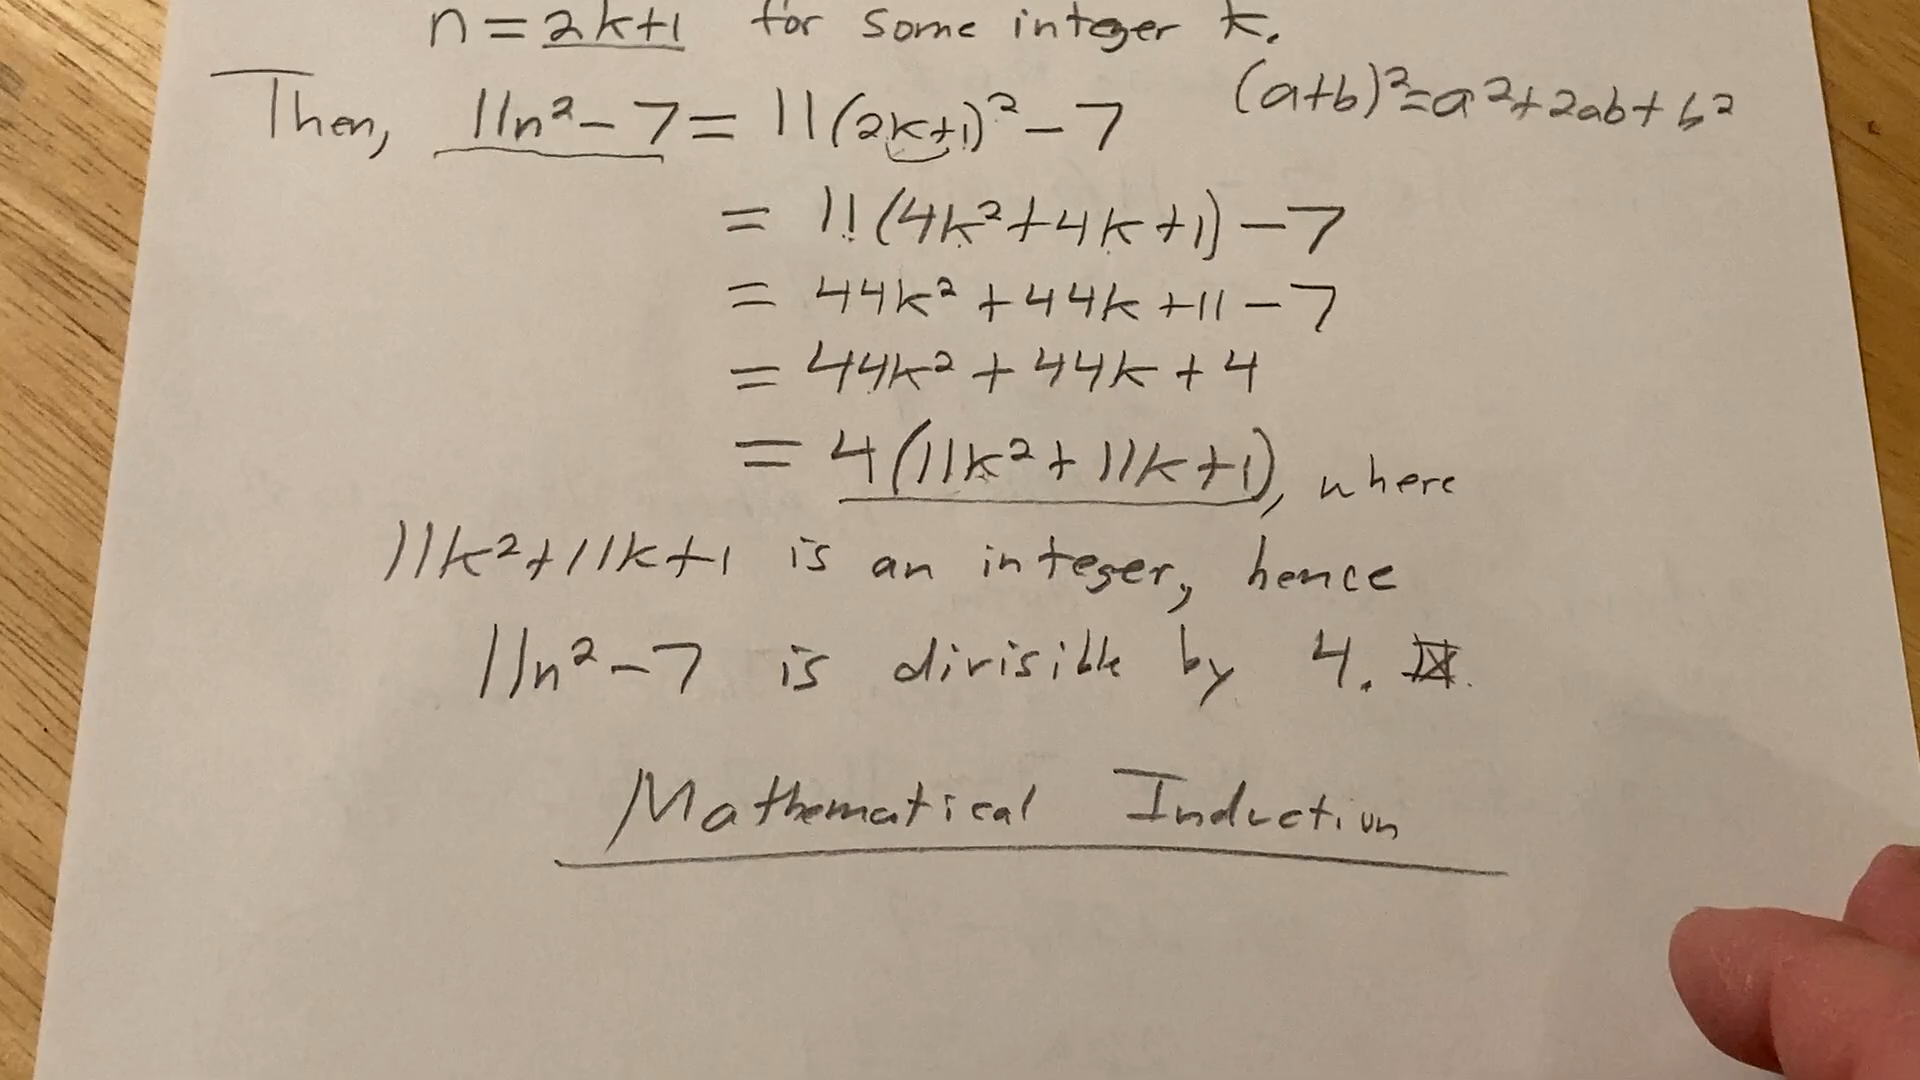 n = 2k+1 for some integer k.
Then, 11n² - 7 = 11(2k+1)² - 7 (a+b)² = a² + 2ab + b²
= 11(4k² + 4k + 1) - 7
= 44k² + 44k + 11 - 7
= 44k² + 44k + 4
= 4(11k² + 11k + 1), where
11k² + 11k + 1 is an integer, hence
11n² - 7 is divisible by 4.
Mathematical Induction